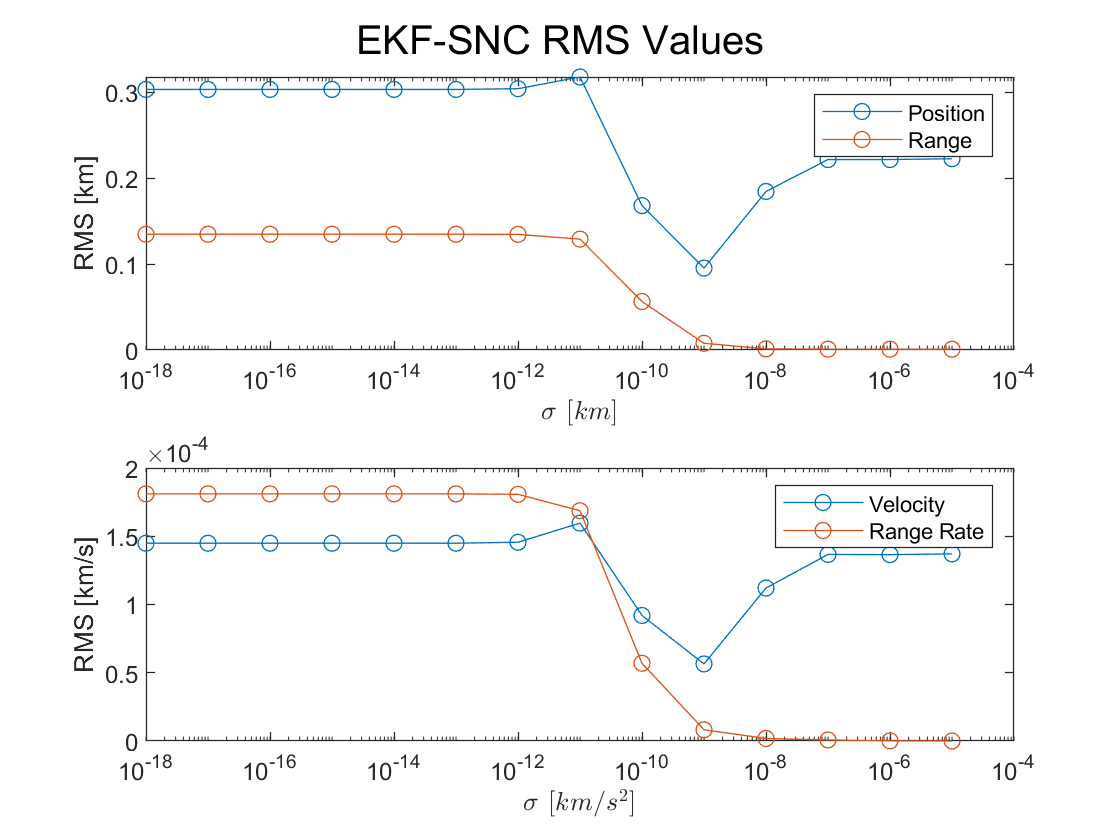 EKF-SNC RMS Values
0.3
0.2
0.1
0
RMS [km]
Position
Range
10^-18 10^-16 10^-14 10^-12 10^-10 10^-8 10^-6 10^-4
σ [km]
×10^-4
2
1.5
1
0.5
0
RMS [km/s]
Velocity
Range Rate
10^-18 10^-16 10^-14 10^-12 10^-10 10^-8 10^-6 10^-4
σ [km/s^2]